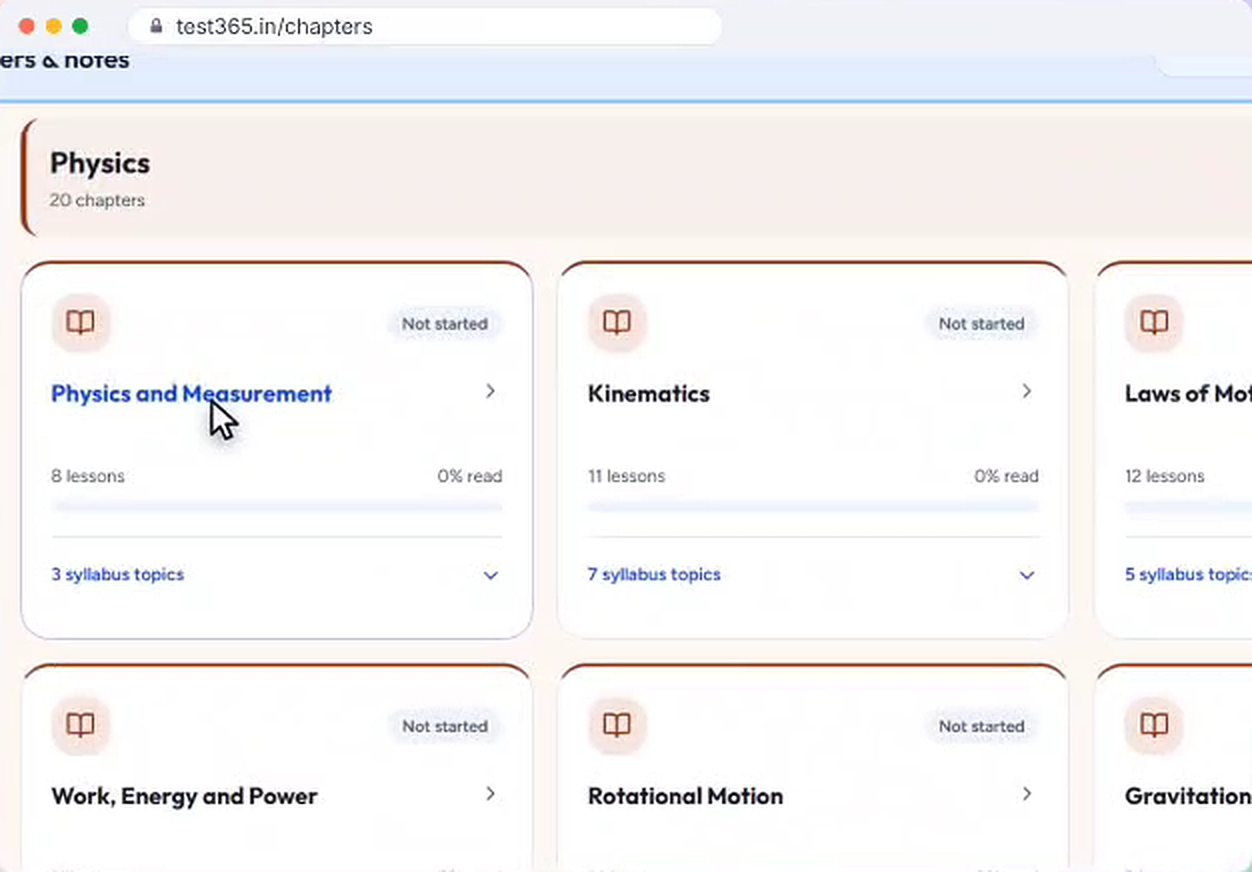 test365.in/chapters
ers & notes
Physics
20 chapters
Not started
Not started
Physics and Measurement
Kinematics
Laws of Mot
8 lessons
0% read
11 lessons
0% read
12 lessons
3 syllabus topics
7 syllabus topics
5 syllabus topics
Not started
Not started
Work, Energy and Power
Rotational Motion
Gravitation